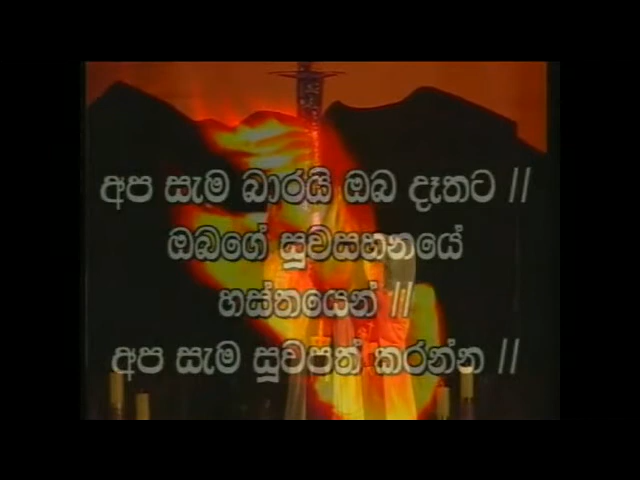 අප සැම බාරයි ඔබ දෑතට //
ඔබගේ සුවසහනයේ
හස්තයෙන් //
අප සැම සුවපත් කරන්න //